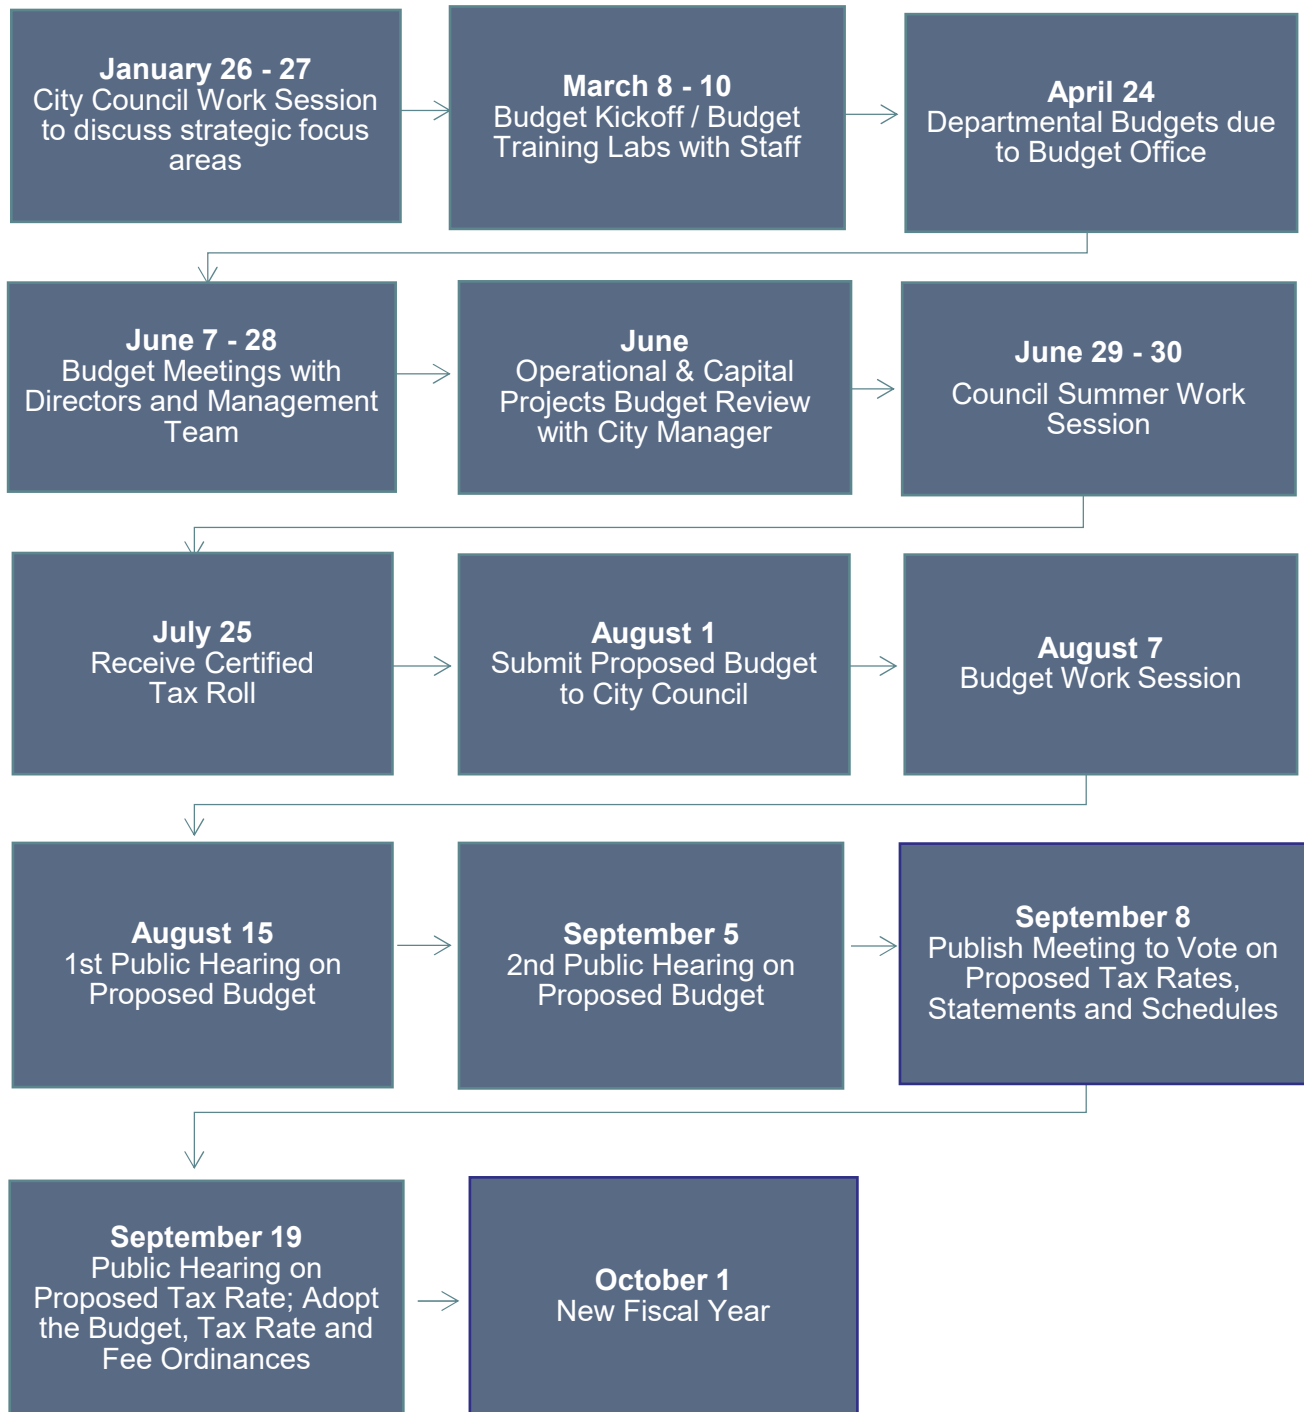 January 26 - 27
City Council Work Session
to discuss strategic focus
areas
March 8 - 10
Budget Kickoff / Budget
Training Labs with Staff
April 24
Departmental Budgets due
to Budget Office
June 7 - 28
Budget Meetings with
Directors and Management
Team
June
Operational & Capital
Projects Budget Review
with City Manager
June 29 - 30
Council Summer Work
Session
July 25
Receive Certified
Tax Roll
August 1
Submit Proposed Budget
to City Council
August 7
Budget Work Session
August 15
1st Public Hearing on
Proposed Budget
September 5
2nd Public Hearing on
Proposed Budget
September 8
Publish Meeting to Vote on
Proposed Tax Rates,
Statements and Schedules
September 19
Public Hearing on
Proposed Tax Rate; Adopt
the Budget, Tax Rate and
Fee Ordinances
October 1
New Fiscal Year